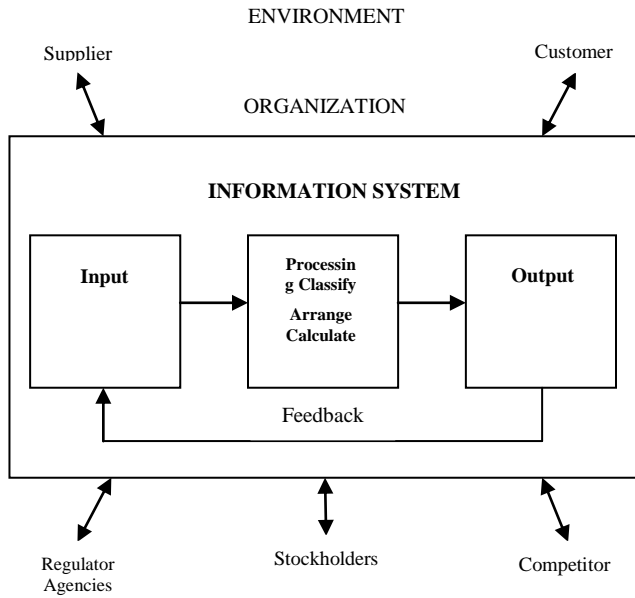 ENVIRONMENT
Supplier
Customer
ORGANIZATION
INFORMATION SYSTEM
Input
Processin
g Classify
Arrange
Calculate
Output
Feedback
Regulator
Agencies
Stockholders
Competitor